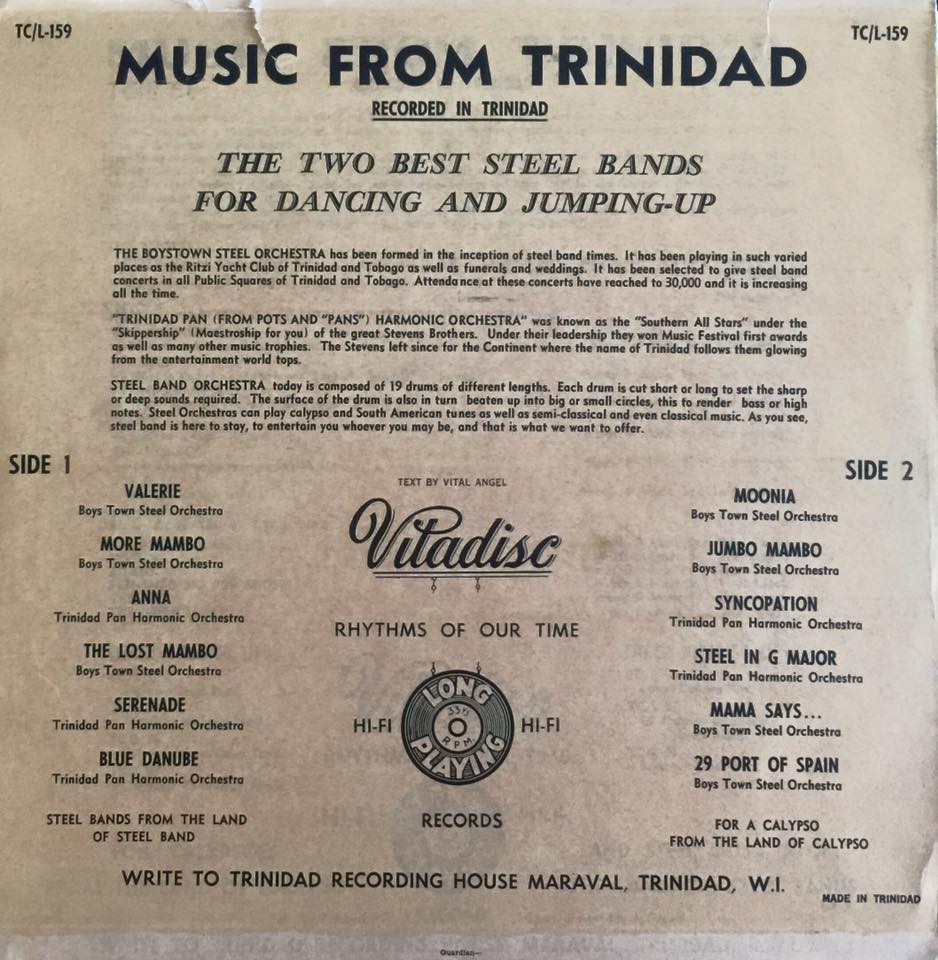 TC/L-159
TC/L-159
MUSIC FROM TRINIDAD
RECORDED IN TRINIDAD
THE TWO BEST STEEL BANDS
FOR DANCING AND JUMPING-UP
THE BOYSTOWN STEEL ORCHESTRA has been formed in the inception of steel band times. It has been playing in such varied
places as the Ritzi Yacht Club of Trinidad and Tobago as well as funerals and weddings. It has been selected to give steel band
concerts in all Public Squares of Trinidad and Tobago. Attendance at these concerts have reached to 30,000 and it is increasing
all the time.
"TRINIDAD PAN (FROM POTS AND "PANS") HARMONIC ORCHESTRA" was known as the "Southern All Stars" under the
"Skippership" (Maestroship for you) of the great Stevens Brothers. Under their leadership they won Music Festival first awards
as well as many other music trophies. The Stevens left since for the Continent where the name of Trinidad follows them glowing
from the entertainment world tops.
STEEL BAND ORCHESTRA today is composed of 19 drums of different lengths. Each drum is cut short or long to set the sharp
or deep sounds required. The surface of the drum is also in turn beaten up into big or small circles, this to render bass or high
notes. Steel Orchestras can play calypso and South American tunes as well as semi-classical and even classical music. As you see,
steel band is here to stay, to entertain you whoever you may be, and that is what we want to offer.
SIDE 1
VALERIE
Boys Town Steel Orchestra
MORE MAMBO
Boys Town Steel Orchestra
ANNA
Trinidad Pan Harmonic Orchestra
THE LOST MAMBO
Boys Town Steel Orchestra
SERENADE
Trinidad Pan Harmonic Orchestra
BLUE DANUBE
Trinidad Pan Harmonic Orchestra
STEEL BANDS FROM THE LAND
OF STEEL BAND
TEXT BY VITAL ANGEL
Vitadisc
RHYTHMS OF OUR TIME
HI-FI
LONG
33⅓
R.P.M.
PLAYING
HI-FI
RECORDS
SIDE 2
MOONIA
Boys Town Steel Orchestra
JUMBO MAMBO
Boys Town Steel Orchestra
SYNCOPATION
Trinidad Pan Harmonic Orchestra
STEEL IN G MAJOR
Trinidad Pan Harmonic Orchestra
MAMA SAYS...
Boys Town Steel Orchestra
29 PORT OF SPAIN
Boys Town Steel Orchestra
FOR A CALYPSO
FROM THE LAND OF CALYPSO
WRITE TO TRINIDAD RECORDING HOUSE MARAVAL, TRINIDAD, W.I.
MADE IN TRINIDAD
Guardian—